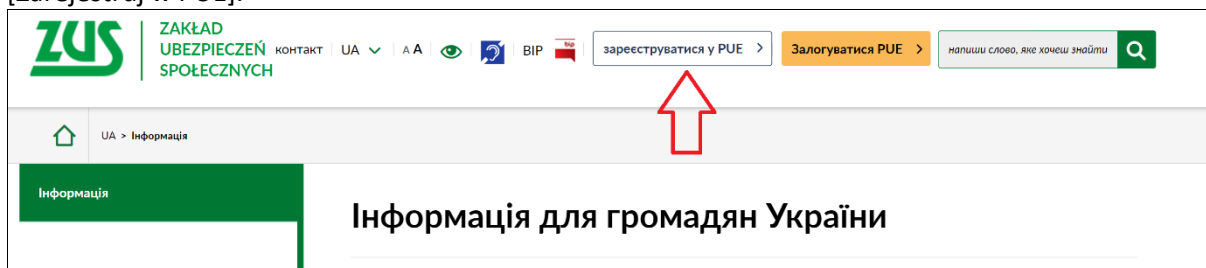 [zarejestruj w PUE].
ZUS
ZAKŁAD
UBEZPIECZEŃ
SPOŁECZNYCH
контакт UA A A BIP bip зареєструватися у PUE > Залогуватися PUE > напиши слово, яке хочеш знайти
UA > Інформація
Інформація
Інформація для громадян України